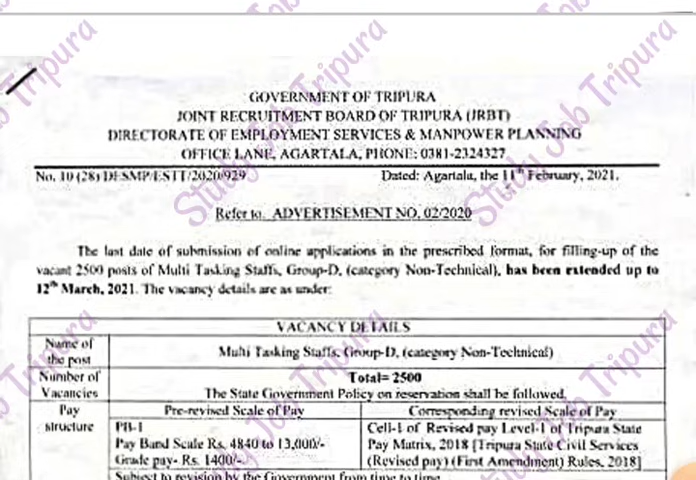 GOVERNMENT OF TRIPURA
JOINT RECRUITMENT BOARD OF TRIPURA (JRBT)
DIRECTORATE OF EMPLOYMENT SERVICES & MANPOWER PLANNING
OFFICE LANE, AGARTALA, PHONE: 0381-2324327
No. 10 (28) DESMP/ESTT/2020/929 Dated: Agartala, the 11th February, 2021.
Refer to ADVERTISEMENT NO. 02/2020
The last date of submission of online applications in the prescribed format, for filling-up of the
vacant 2500 posts of Multi Tasking Staffs, Group-D, (category Non-Technical), has been extended up to
12th March, 2021. The vacancy details are as under:
VACANCY DETAILS
Name of the post Multi Tasking Staffs, Group-D, (category Non-Technical)
Number of Vacancies Total= 2500
The State Government Policy on reservation shall be followed.
Pay structure Pre-revised Scale of Pay Corresponding revised Scale of Pay
PB-1 Cell-1 of Revised pay Level-1 of Tripura State
Pay Band Scale Rs. 4840 to 13,000/- Pay Matrix, 2018 [Tripura State Civil Services
Grade pay- Rs. 1400/- (Revised pay) (First Amendment) Rules, 2018]
Subject to revision by the Government from time to time
Study Job Tripura